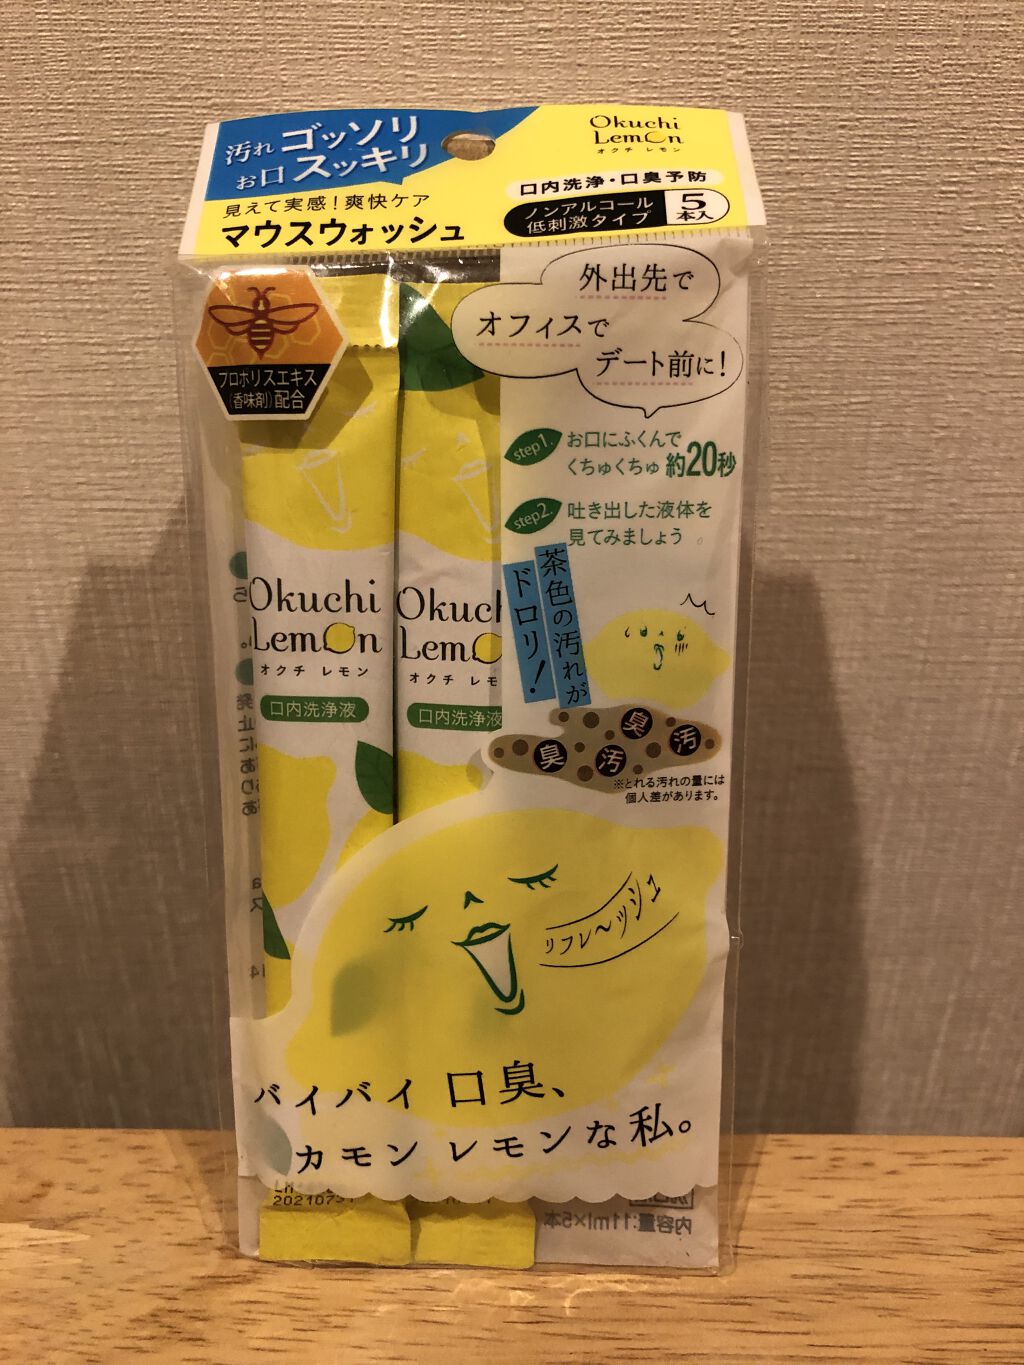 汚れ ゴッソリ
お口 スッキリ
見えて実感!爽快ケア
マウスウォッシュ
Okuchi
Lemon
オクチ レモン
口内洗浄・口臭予防
ノンアルコール
低刺激タイプ
5
本入
プロポリスエキス
(香味剤)配合
外出先で
オフィスで
デート前に!
step1.
お口にふくんで
くちゅくちゅ 約20秒
step2.
吐き出した液体を
見てみましょう
茶色の汚れが
ドロリ!
臭
汚
臭
汚
※とれる汚れの量には
個人差があります。
Okuchi
Lemon
オクチ レモン
口内洗浄液
Okuch
Lem
オクチ レモ
口内洗浄液
リフレ〜ッシュ
バイバイ 口臭、
カモン レモンな私。
内容量:11ml×5本